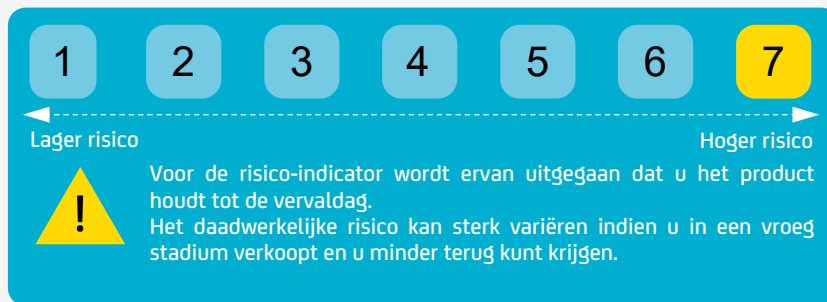 1 2 3 4 5 6 7
Lager risico Hoger risico
!
Voor de risico-indicator wordt ervan uitgegaan dat u het product
houdt tot de vervaldag.
Het daadwerkelijke risico kan sterk variëren indien u in een vroeg
stadium verkoopt en u minder terug kunt krijgen.